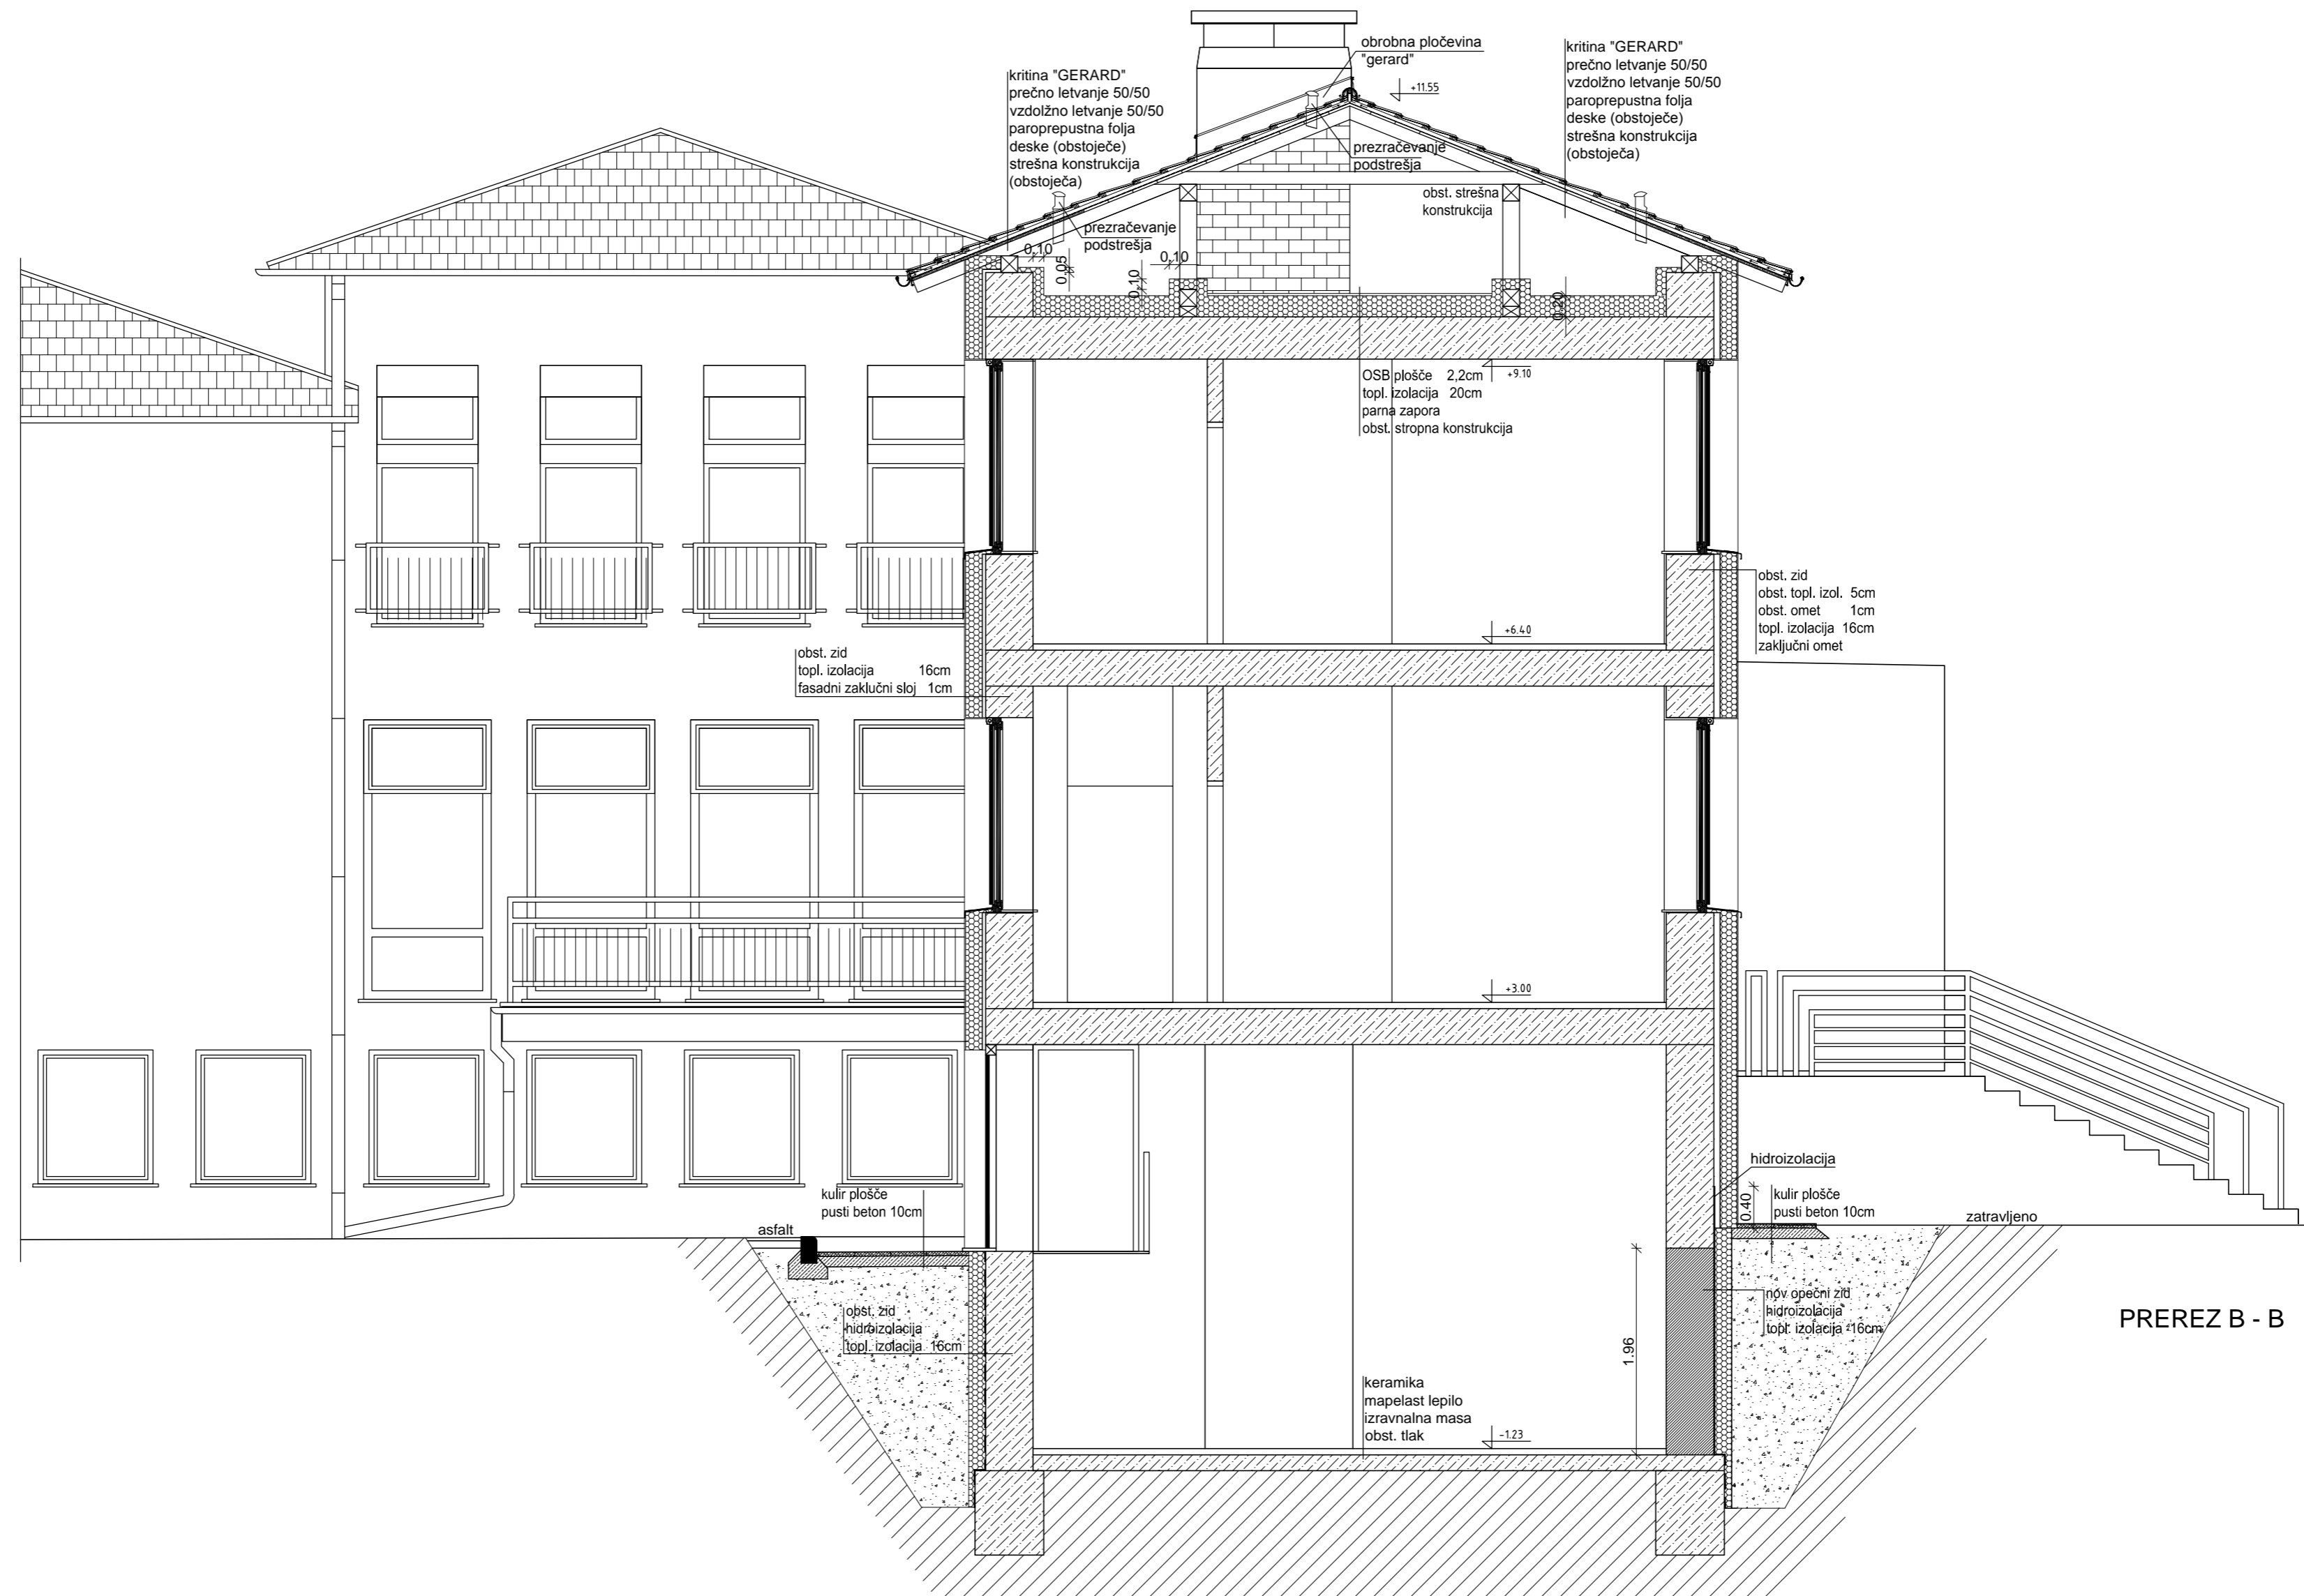 obrobna pločevina
"gerard"
kritina "GERARD"
prečno letvanje 50/50
vzdolžno letvanje 50/50
paroprepustna folja
deske (obstoječe)
strešna konstrukcija
(obstoječa)
kritina "GERARD"
prečno letvanje 50/50
vzdolžno letvanje 50/50
paroprepustna folja
deske (obstoječe)
strešna konstrukcija
(obstoječa)
+11.55
prezračevanje
podstrešja
obst. strešna
konstrukcija
prezračevanje
podstrešja
0,10
0,05
0,10
0,10
0,20
OSB plošče 2,2cm
topl. izolacija 20cm
parna zapora
obst. stropna konstrukcija
+9.10
obst. zid
obst. topl. izol. 5cm
obst. omet 1cm
topl. izolacija 16cm
zaključni omet
+6.40
obst. zid
topl. izolacija 16cm
fasadni zaklučni sloj 1cm
+3.00
hidroizolacija
kulir plošče
pusti beton 10cm
0.40
kulir plošče
pusti beton 10cm
zatravljeno
asfalt
obst. zid
hidroizolacija
topl. izolacija 16cm
nov opečni zid
hidroizolacija
topl. izolacija 16cm
1.96
PREREZ B - B
keramika
mapelast lepilo
izravnalna masa
obst. tlak
-1.23